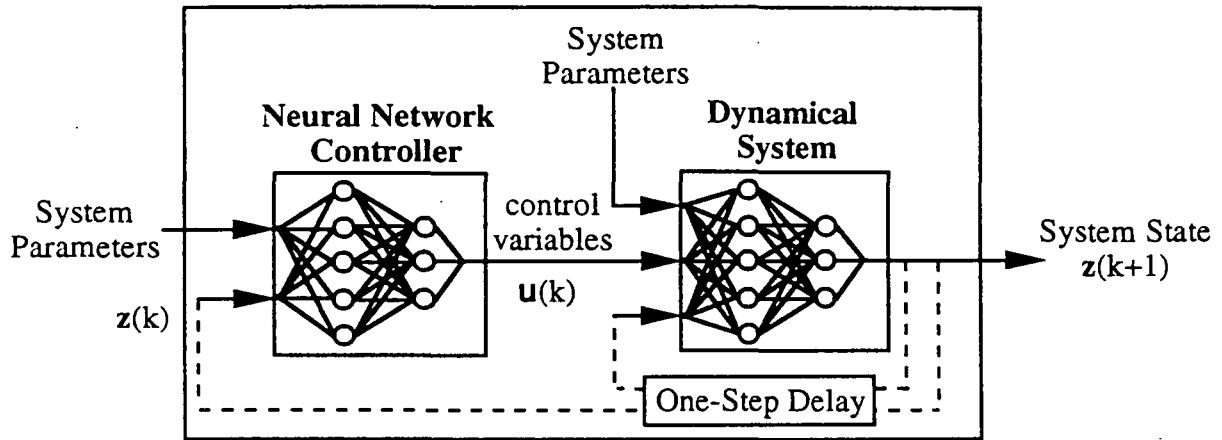 System
Parameters
Neural Network
Controller
Dynamical
System
System
Parameters
control
variables
System State
z(k+1)
z(k)
u(k)
One-Step Delay